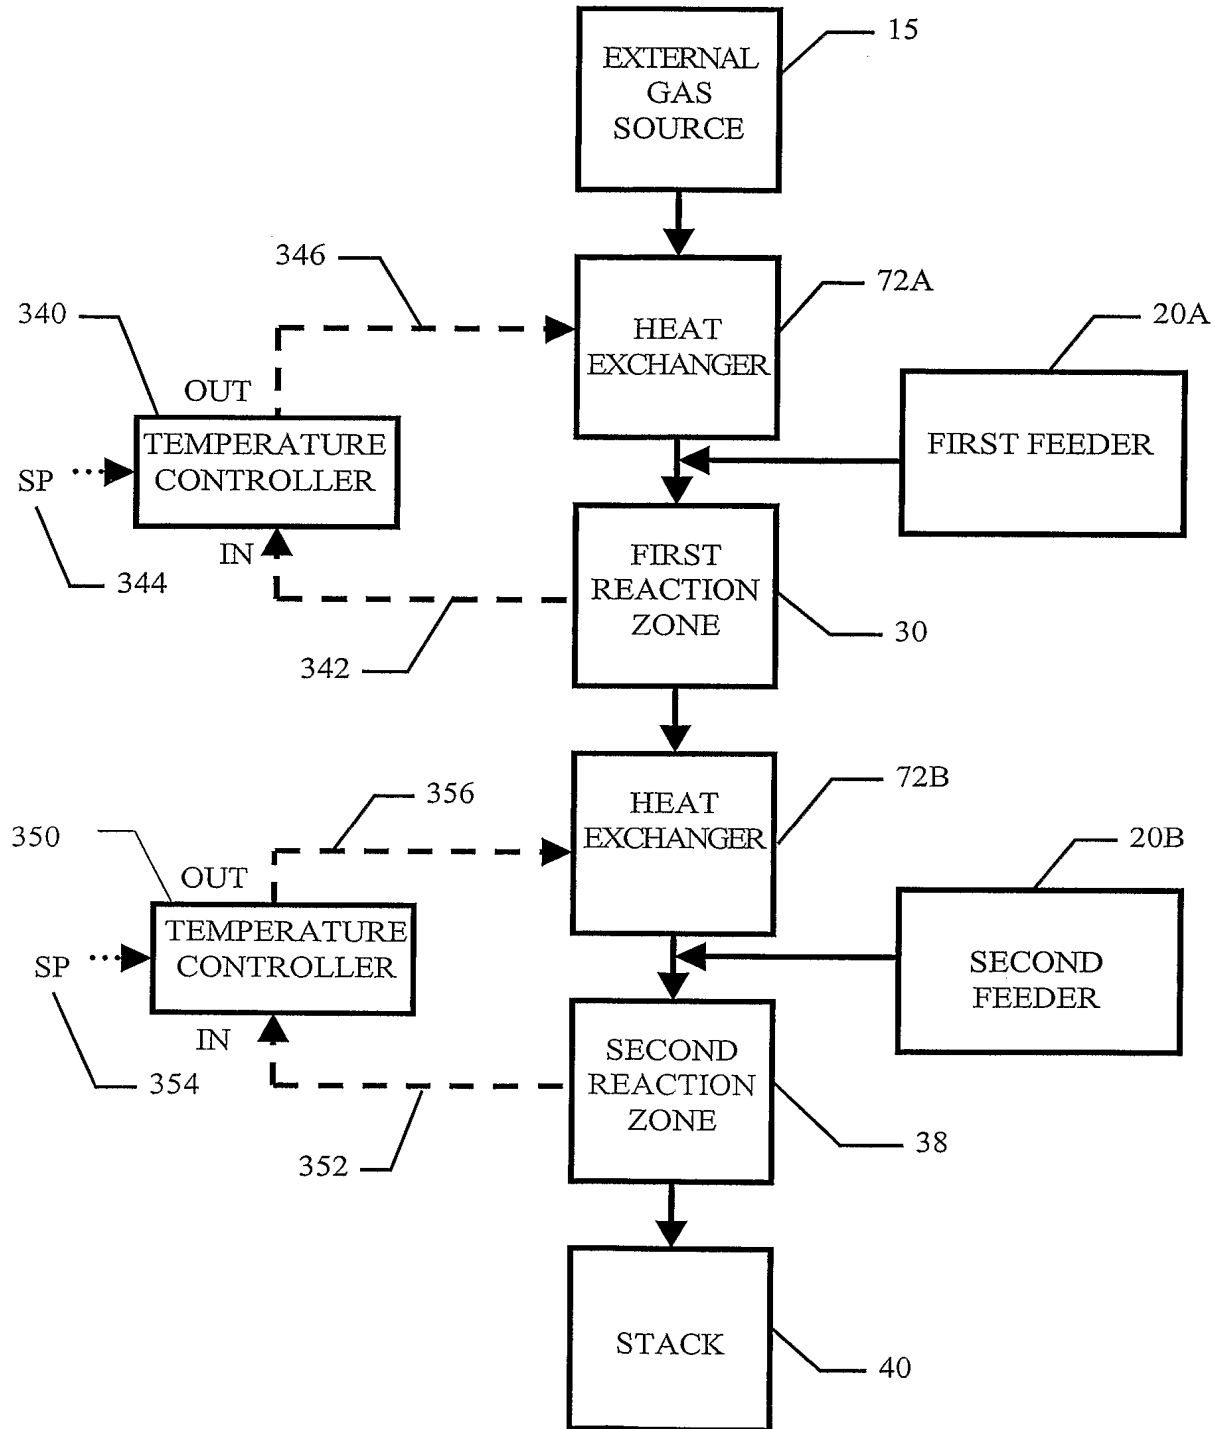 15
EXTERNAL
GAS
SOURCE
346
72A
340
20A
HEAT
EXCHANGER
OUT
TEMPERATURE
CONTROLLER
FIRST FEEDER
SP
IN
344
FIRST
REACTION
ZONE
30
342
72B
356
HEAT
EXCHANGER
350
20B
OUT
TEMPERATURE
CONTROLLER
SP
SECOND
FEEDER
IN
354
SECOND
REACTION
ZONE
38
352
STACK
40